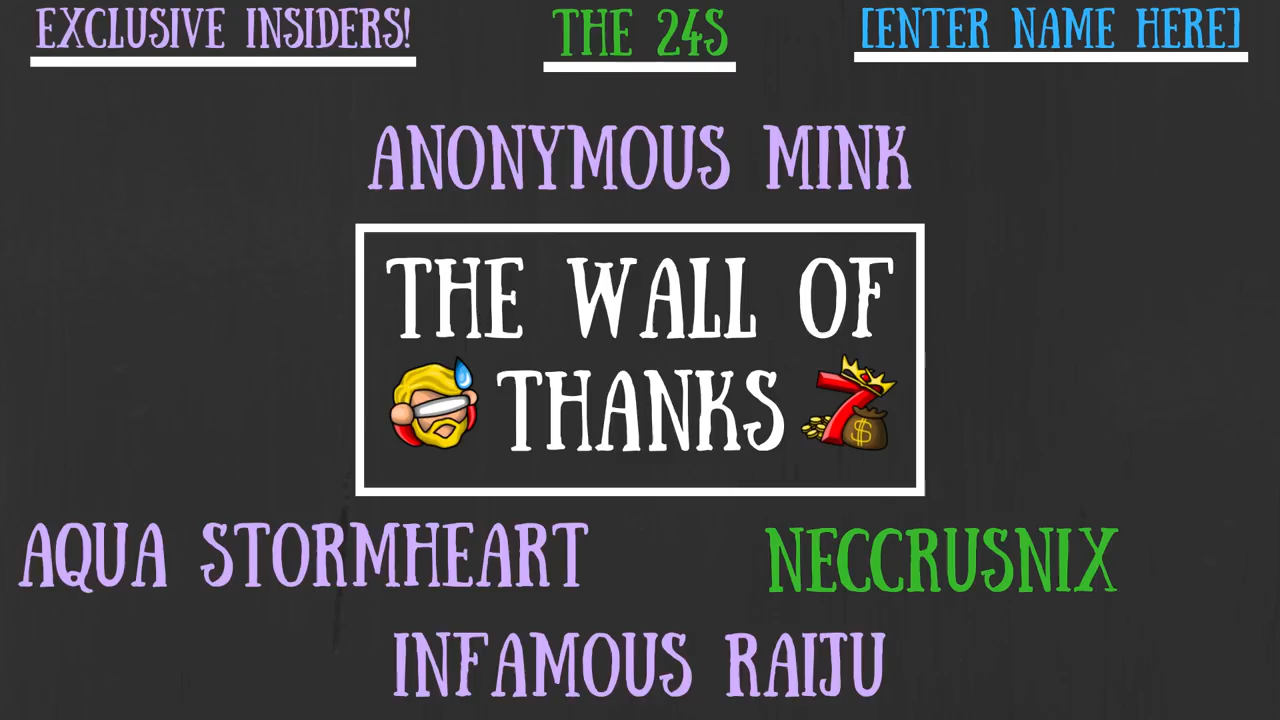 EXCLUSIVE INSIDERS!
THE 24S
[ENTER NAME HERE]
ANONYMOUS MINK
THE WALL OF
THANKS
AQUA STORMHEART
NECCRUSNIX
INFAMOUS RAIJU